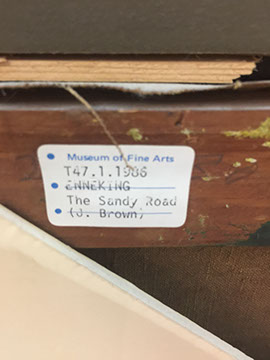 Museum of Fine Arts
T47.1.1986
ENNEKING
The Sandy Road
(J. Brown)